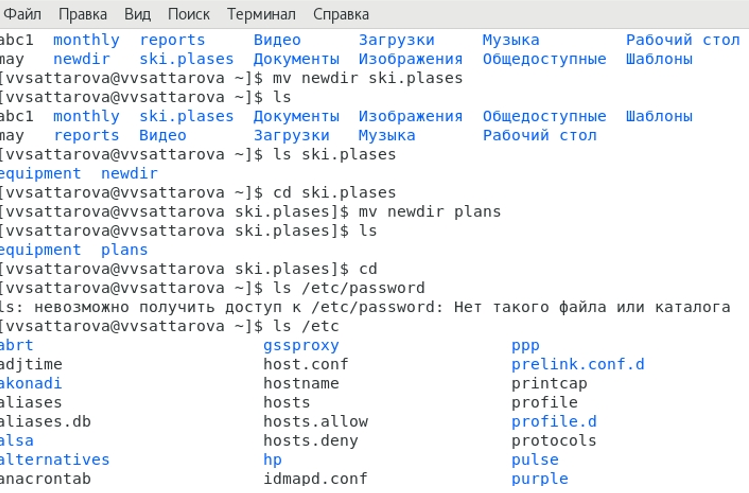 Файл Правка Вид Поиск Терминал Справка
abc1 monthly reports Видео Загрузки Музыка Рабочий стол
may newdir ski.plases Документы Изображения Общедоступные Шаблоны
[vvsattarova@vvsattarova ~]$ mv newdir ski.plases
[vvsattarova@vvsattarova ~]$ ls
abc1 monthly ski.plases Документы Изображения Общедоступные Шаблоны
may reports Видео Загрузки Музыка Рабочий стол
[vvsattarova@vvsattarova ~]$ ls ski.plases
equipment newdir
[vvsattarova@vvsattarova ~]$ cd ski.plases
[vvsattarova@vvsattarova ski.plases]$ mv newdir plans
[vvsattarova@vvsattarova ski.plases]$ ls
equipment plans
[vvsattarova@vvsattarova ski.plases]$ cd
[vvsattarova@vvsattarova ~]$ ls /etc/password
ls: невозможно получить доступ к /etc/password: Нет такого файла или каталога
[vvsattarova@vvsattarova ~]$ ls /etc
abrt gssproxy ppp
adjtime host.conf prelink.conf.d
akonadi hostname printcap
aliases hosts profile
aliases.db hosts.allow profile.d
alsa hosts.deny protocols
alternatives hp pulse
anacrontab idmapd.conf purple